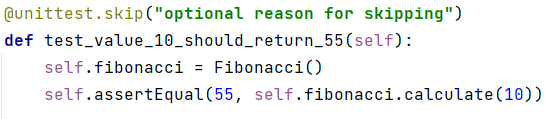 @unittest.skip("optional reason for skipping")
def test_value_10_should_return_55(self):
    self.fibonacci = Fibonacci()
    self.assertEqual(55, self.fibonacci.calculate(10))